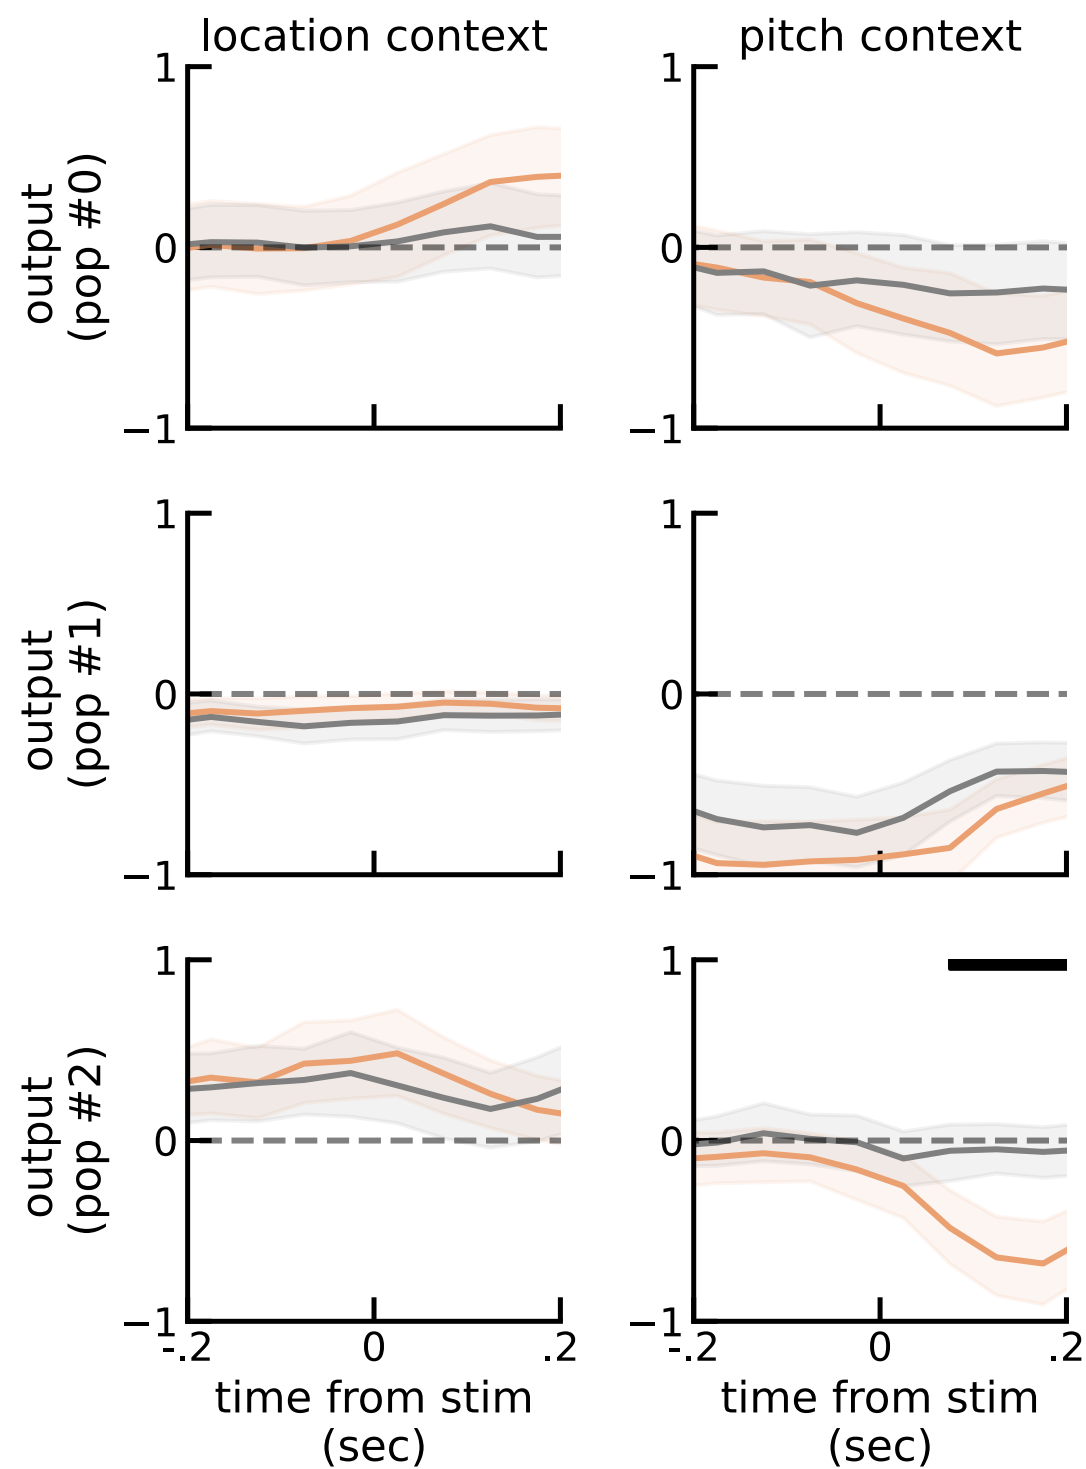 location context
pitch context
1
0
−1
output
(pop #0)
1
0
−1
1
0
−1
output
(pop #1)
1
0
−1
1
0
−1
output
(pop #2)
-.2
0
.2
time from stim
(sec)
1
0
−1
-.2
0
.2
time from stim
(sec)